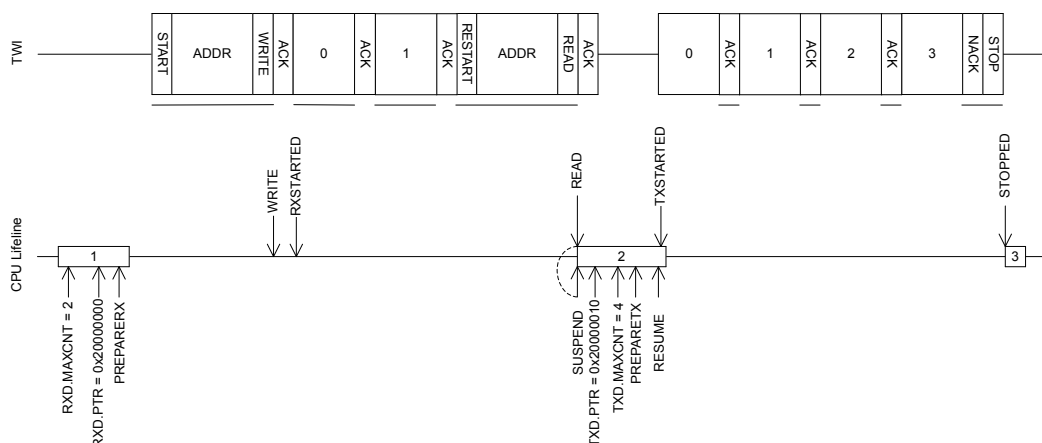 TWI
START
ADDR
WRITE
ACK
0
ACK
1
ACK
RESTART
ADDR
READ
ACK
0
ACK
1
ACK
2
ACK
3
NACK
STOP
CPU Lifeline
WRITE
RXSTARTED
READ
TXSTARTED
STOPPED
1
2
3
RXD.MAXCNT = 2
RXD.PTR = 0x20000000
PREPARERX
SUSPEND
TXD.PTR = 0x20000010
TXD.MAXCNT = 4
PREPARETX
RESUME